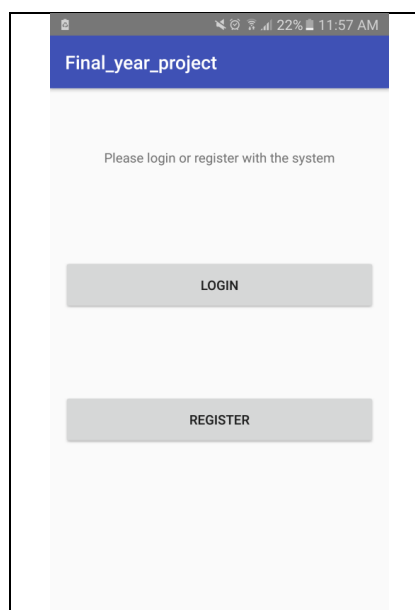 22% 11:57 AM
Final_year_project
Please login or register with the system
LOGIN
REGISTER